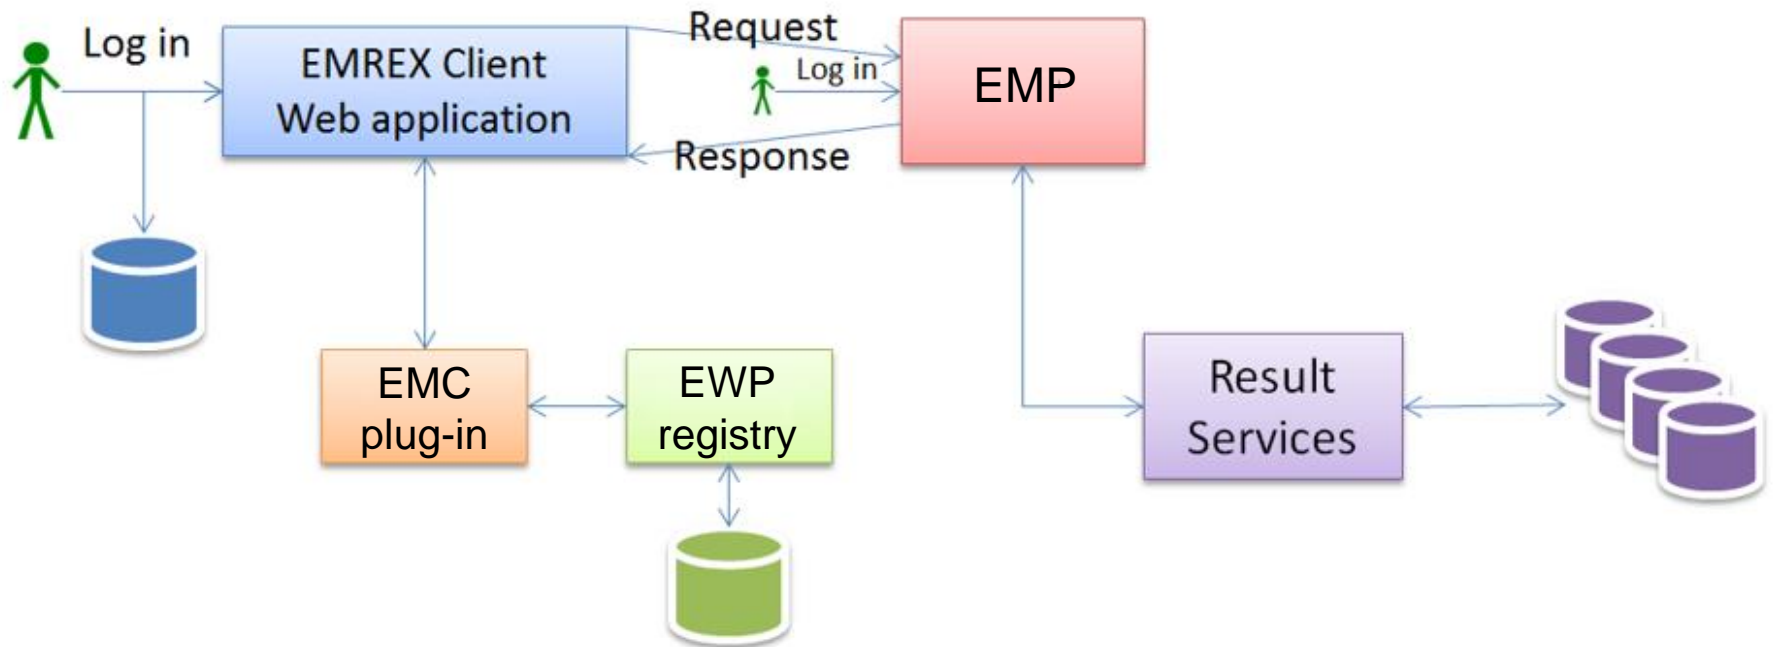 Log in
EMREX Client
Web application
Request
Log in
Response
EMP
EMC
plug-in
EWP
registry
Result
Services